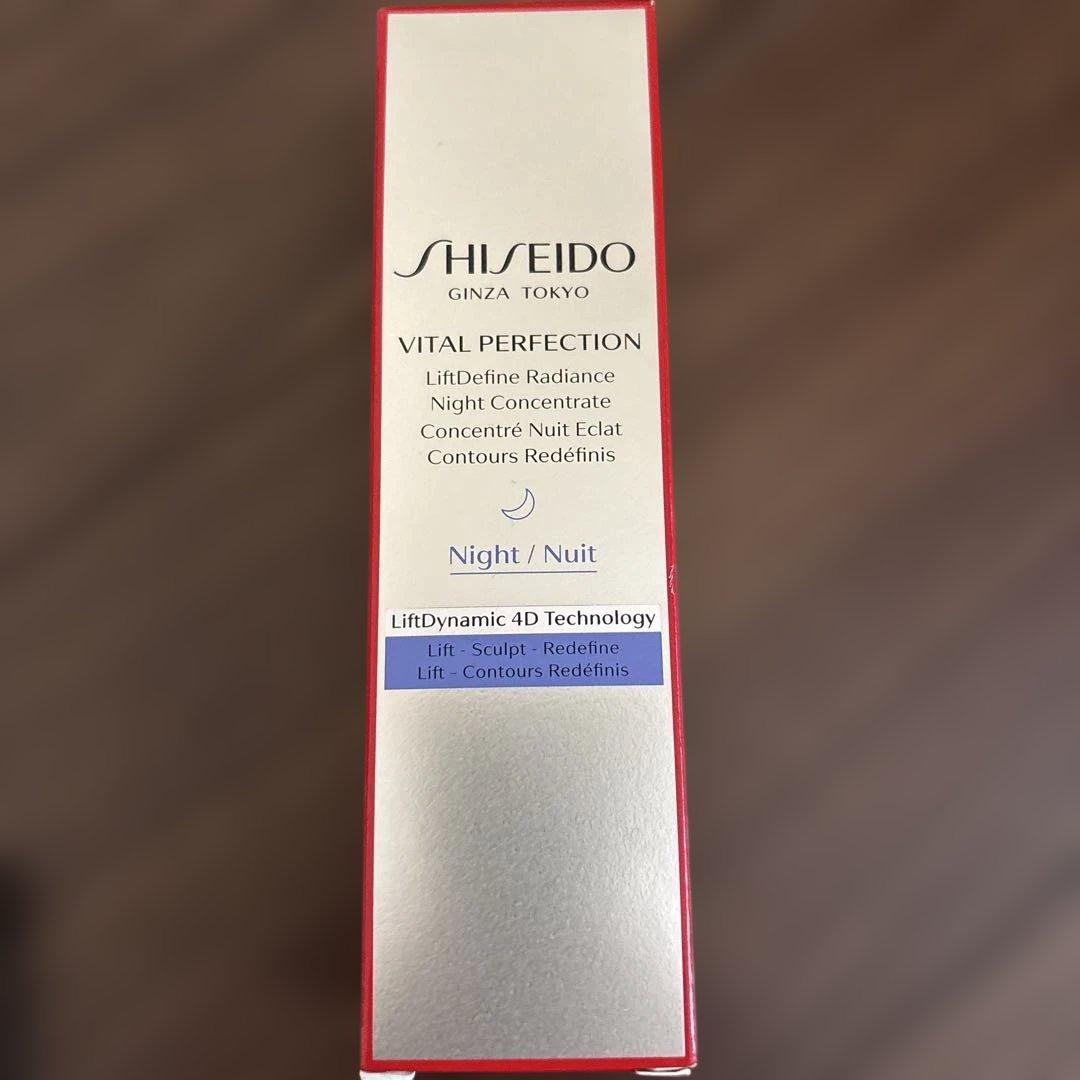 SHISEIDO
GINZA TOKYO
VITAL PERFECTION
LiftDefine Radiance
Night Concentrate
Concentré Nuit Eclat
Contours Redéfinis
Night / Nuit
LiftDynamic 4D Technology
Lift - Sculpt - Redefine
Lift – Contours Redéfinis